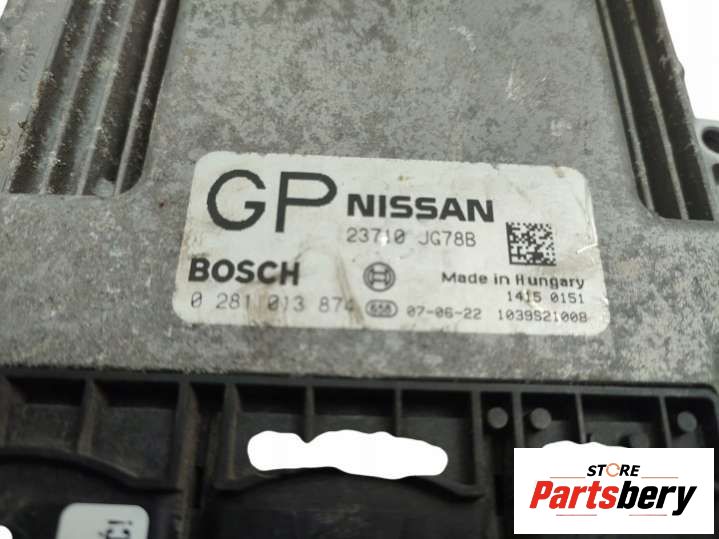 GP NISSAN
23710 JG78B
BOSCH
Made in Hungary
1415 0151
0 281 013 874
07-06-22 1039S21008
STORE
Partsbery